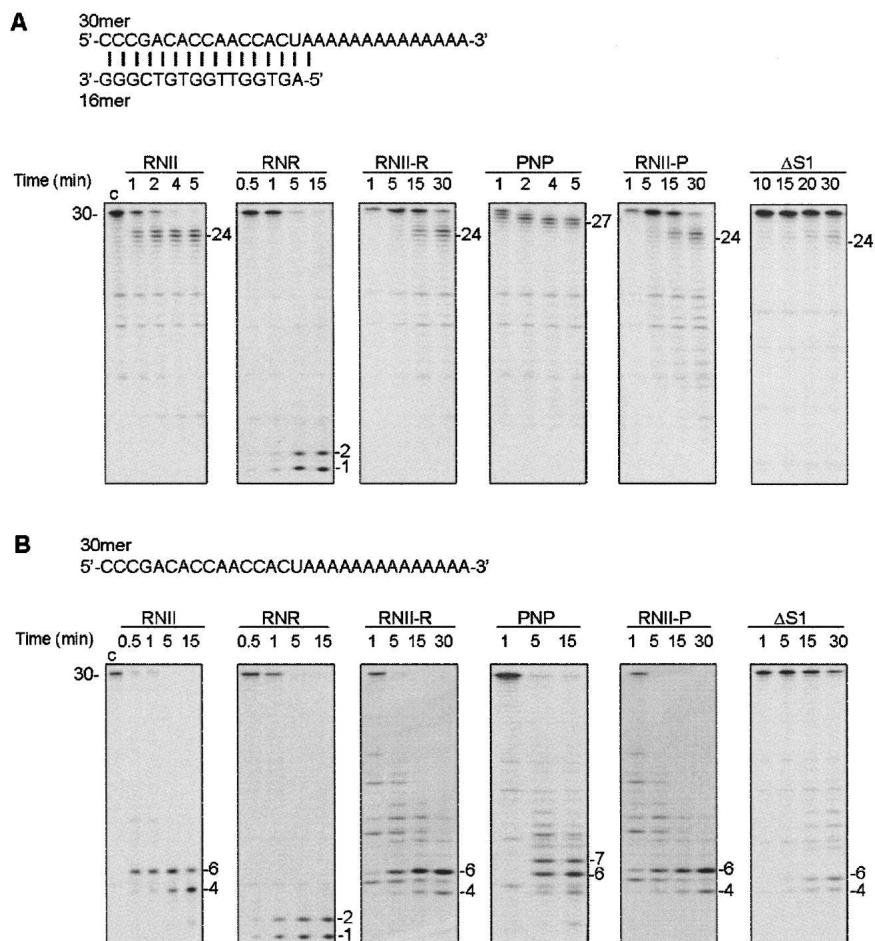 A
30mer
5'-CCCGACACCAACCACUAAAAAAAAAAAAAA-3'
3'-GGGCTGTGGTTGGTGA-5'
16mer
RNII RNR RNII-R PNP RNII-P ΔS1
Time (min) 1 2 4 5 0.5 1 5 15 1 5 15 30 1 2 4 5 1 5 15 30 10 15 20 30
C
30-
-24 -24 -27 -24 -24
-2
-1
B
30mer
5'-CCCGACACCAACCACUAAAAAAAAAAAAAA-3'
RNII RNR RNII-R PNP RNII-P ΔS1
Time (min) 0.5 1 5 15 0.5 1 5 15 1 5 15 30 1 5 15 1 5 15 30 1 5 15 30
C
30-
-7
-6 -6 -6 -6 -6
-4 -4 -4 -4
-2
-1